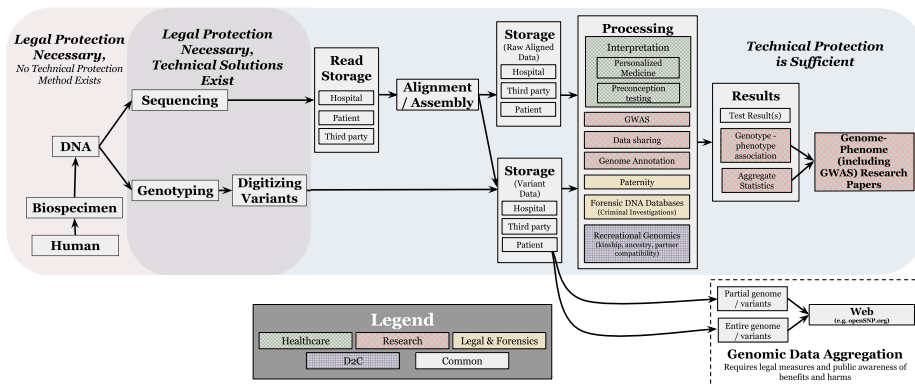 Legal Protection
Necessary,
No Technical Protection
Method Exists
Legal Protection
Necessary,
Technical Solutions
Exist
Technical Protection
is Sufficient
Human
Biospecimen
DNA
Sequencing
Genotyping
Digitizing
Variants
Read
Storage
Hospital
Patient
Third party
Alignment
/ Assembly
Storage
(Raw Aligned
Data)
Hospital
Third party
Patient
Storage
(Variant
Data)
Hospital
Third party
Patient
Processing
Interpretation
Personalized
Medicine
Preconception
testing
GWAS
Data sharing
Genome Annotation
Paternity
Forensic DNA Databases
(Criminal Investigations)
Recreational Genomics
(kinship, ancestry, partner
compatibility)
Results
Test Result(s)
Genotype -
phenotype
association
Aggregate
Statistics
Genome-
Phenome
(including
GWAS) Research
Papers
Partial genome
/ variants
Entire genome
/ variants
Web
(e.g. openSNP.org)
Genomic Data Aggregation
Requires legal measures and public awareness of
benefits and harms
Legend
Healthcare
Research
Legal & Forensics
D2C
Common